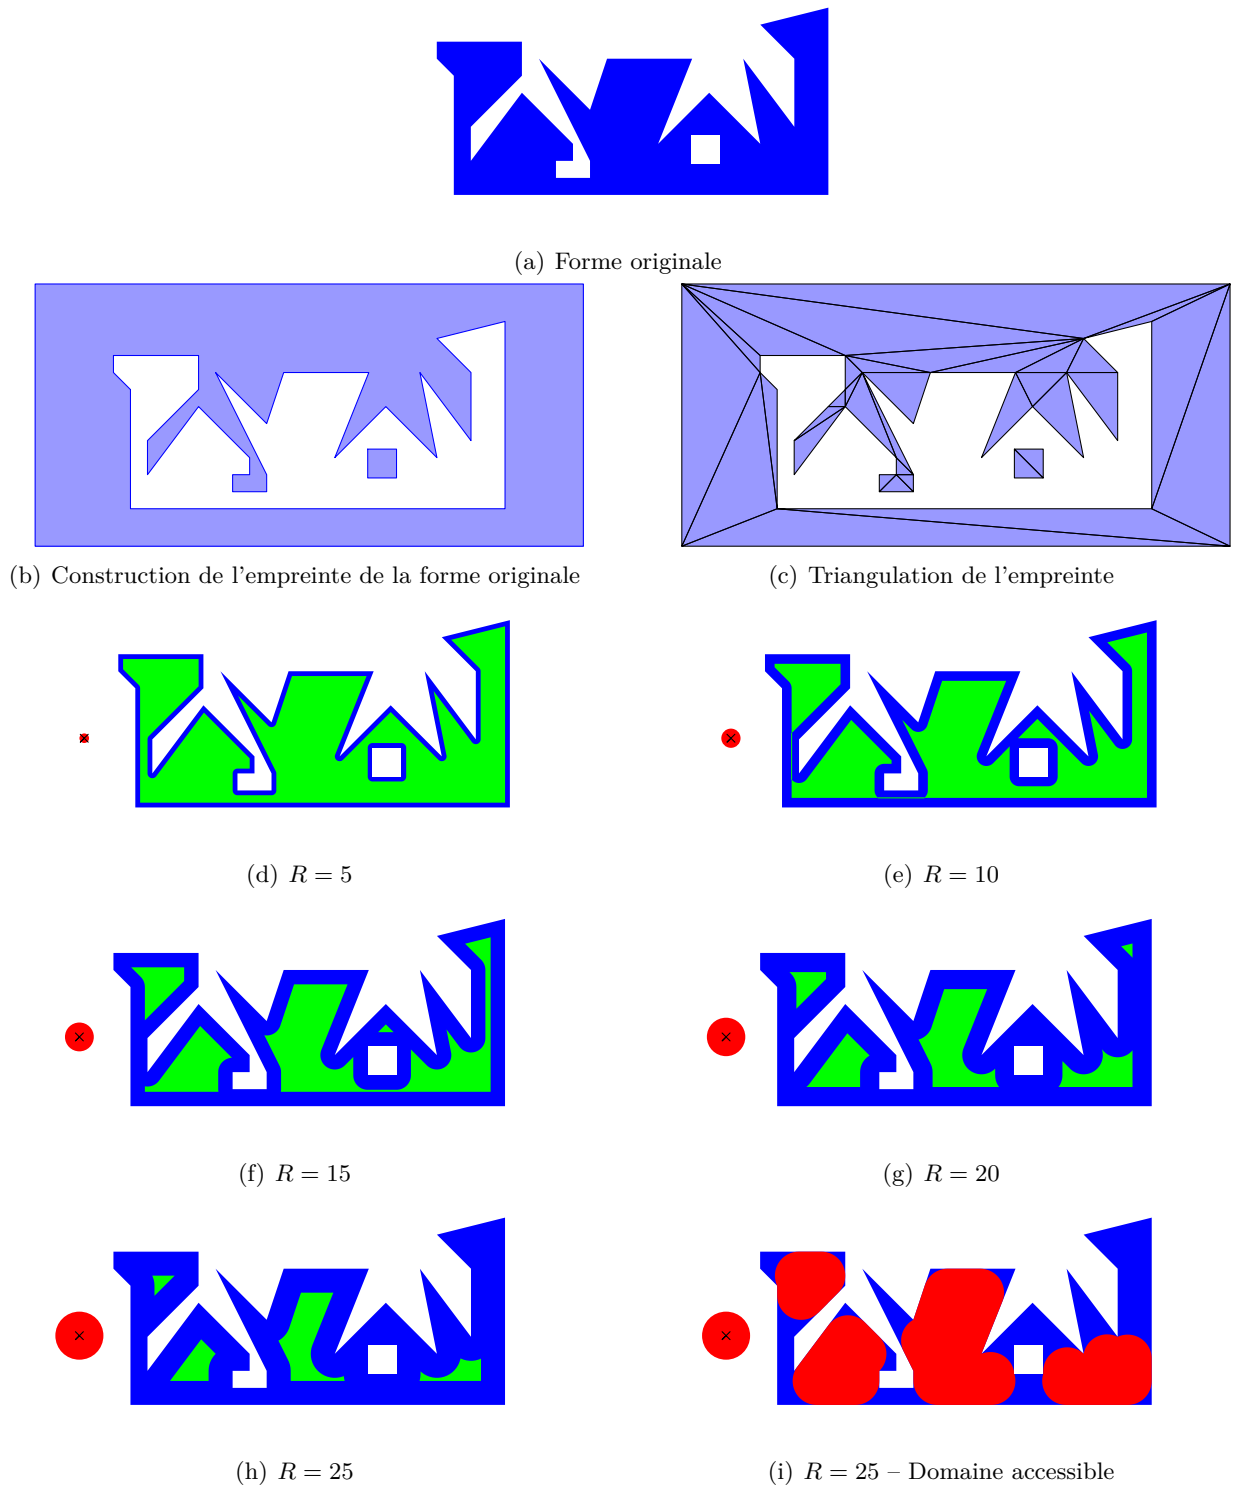 (a) Forme originale
(b) Construction de l'empreinte de la forme originale
(c) Triangulation de l'empreinte
(d) R = 5
(e) R = 10
(f) R = 15
(g) R = 20
(h) R = 25
(i) R = 25 – Domaine accessible